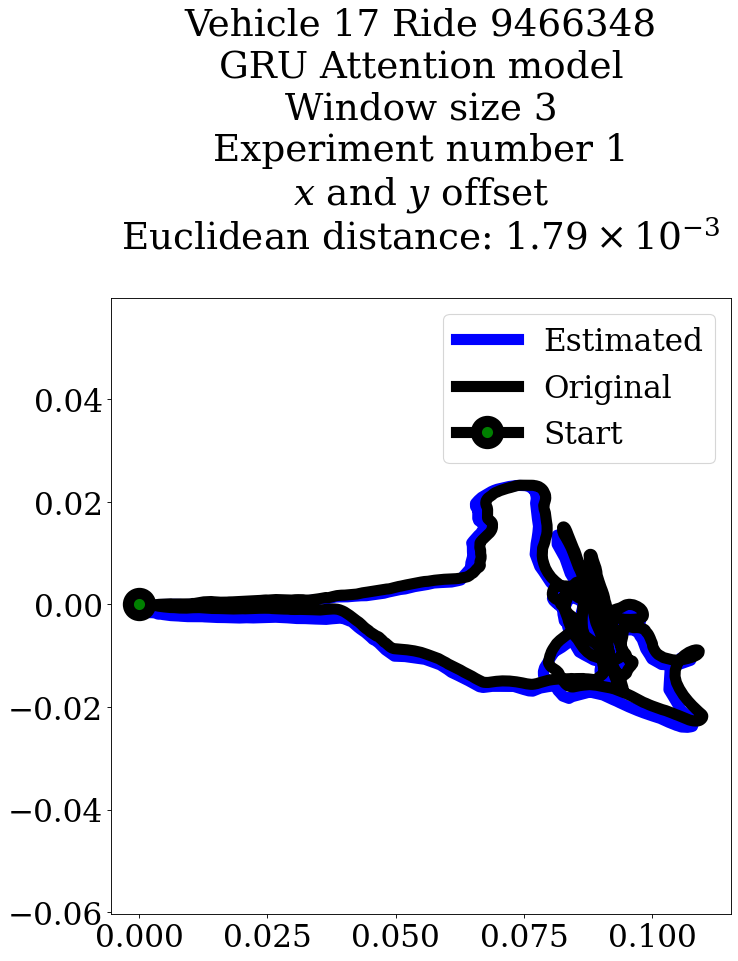 Vehicle 17 Ride 9466348
GRU Attention model
Window size 3
Experiment number 1
x and y offset
Euclidean distance: 1.79 × 10⁻³
Estimated
Original
Start
0.04
0.02
0.00
−0.02
−0.04
−0.06
0.000 0.025 0.050 0.075 0.100